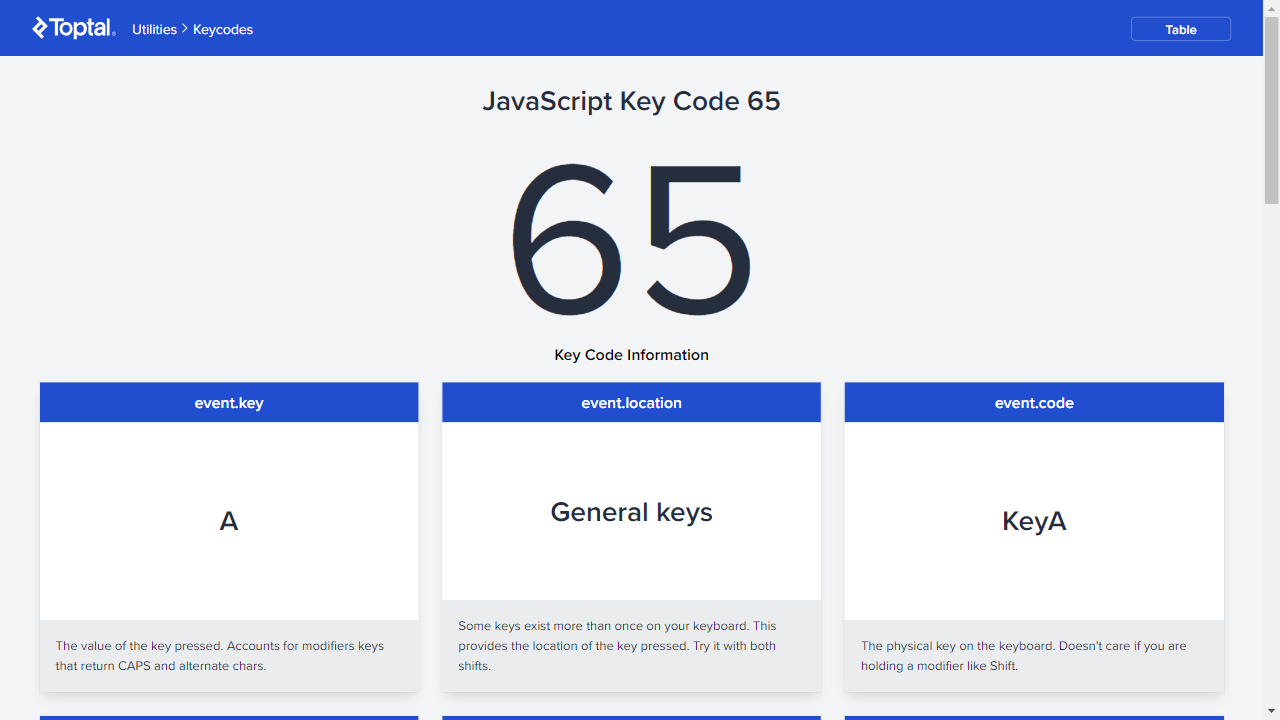 Toptal®
Utilities > Keycodes
Table
JavaScript Key Code 65
65
Key Code Information
event.key
A
The value of the key pressed. Accounts for modifiers keys
that return CAPS and alternate chars.
event.location
General keys
Some keys exist more than once on your keyboard. This
provides the location of the key pressed. Try it with both
shifts.
event.code
KeyA
The physical key on the keyboard. Doesn't care if you are
holding a modifier like Shift.